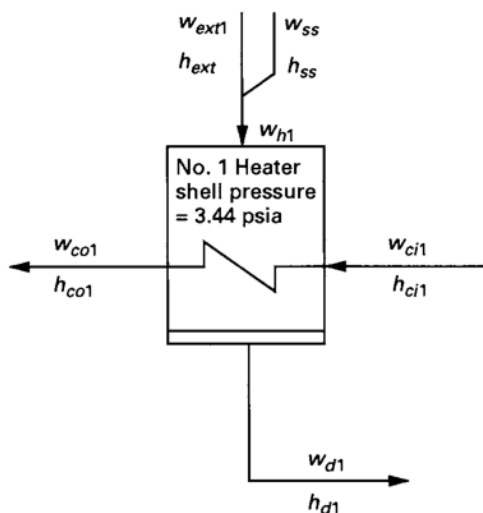 w_ext1 w_ss
h_ext h_ss
w_h1
No. 1 Heater
shell pressure
= 3.44 psia
w_co1 w_ci1
h_co1 h_ci1
w_d1
h_d1